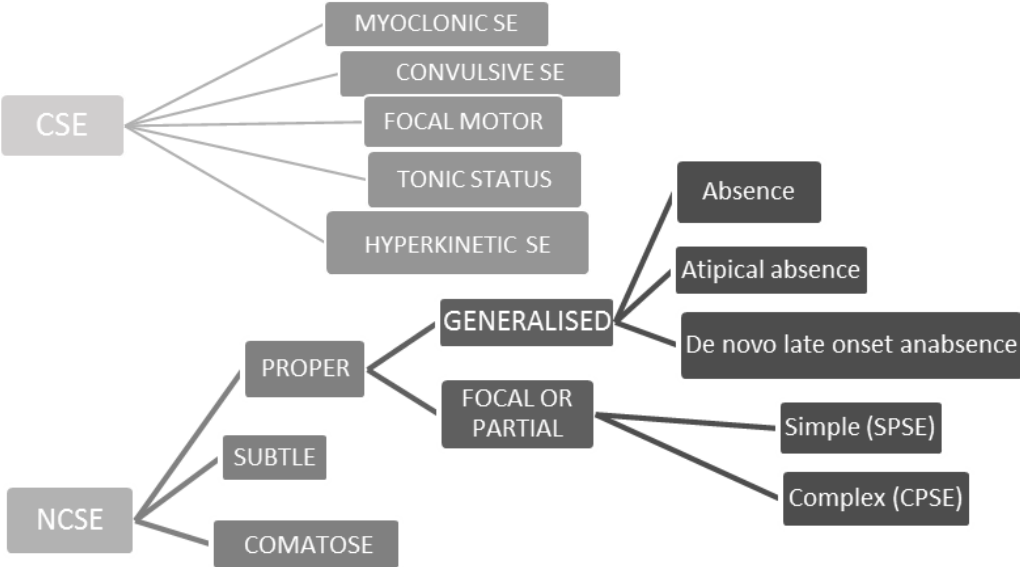 MYOCLONIC SE
CONVULSIVE SE
CSE
FOCAL MOTOR
TONIC STATUS
HYPERKINETIC SE
Absence
Atipical absence
GENERALISED
De novo late onset anabsence
PROPER
FOCAL OR
PARTIAL
Simple (SPSE)
SUBTLE
Complex (CPSE)
NCSE
COMATOSE